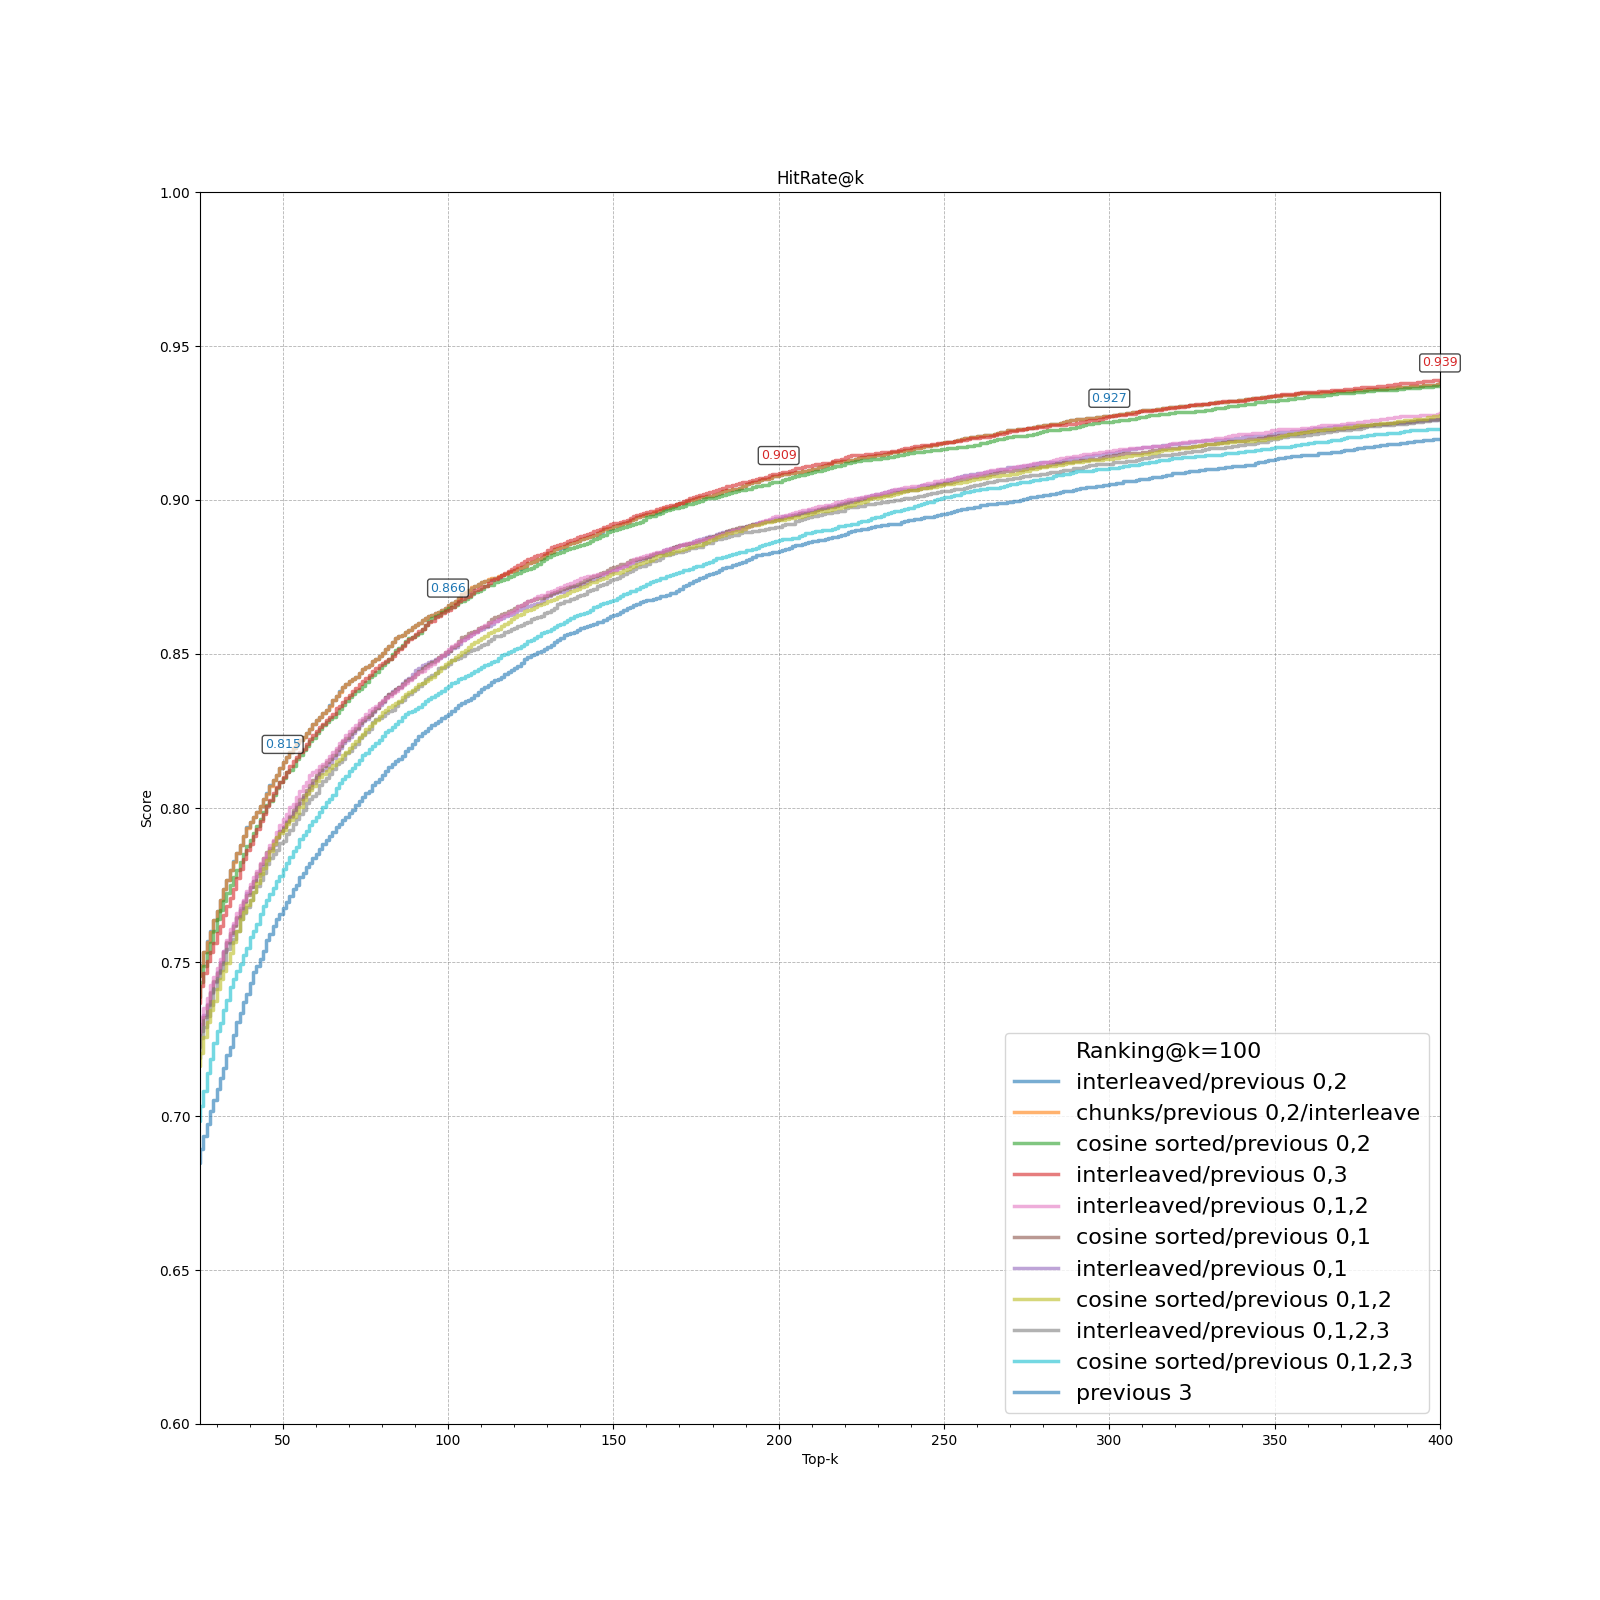 HitRate@k
1.00
0.95
0.90
0.85
0.80
0.75
0.70
0.65
0.60
Score
0.815
0.866
0.909
0.927
0.939
Ranking@k=100
interleaved/previous 0,2
chunks/previous 0,2/interleave
cosine sorted/previous 0,2
interleaved/previous 0,3
interleaved/previous 0,1,2
cosine sorted/previous 0,1
interleaved/previous 0,1
cosine sorted/previous 0,1,2
interleaved/previous 0,1,2,3
cosine sorted/previous 0,1,2,3
previous 3
50 100 150 200 250 300 350 400
Top-k